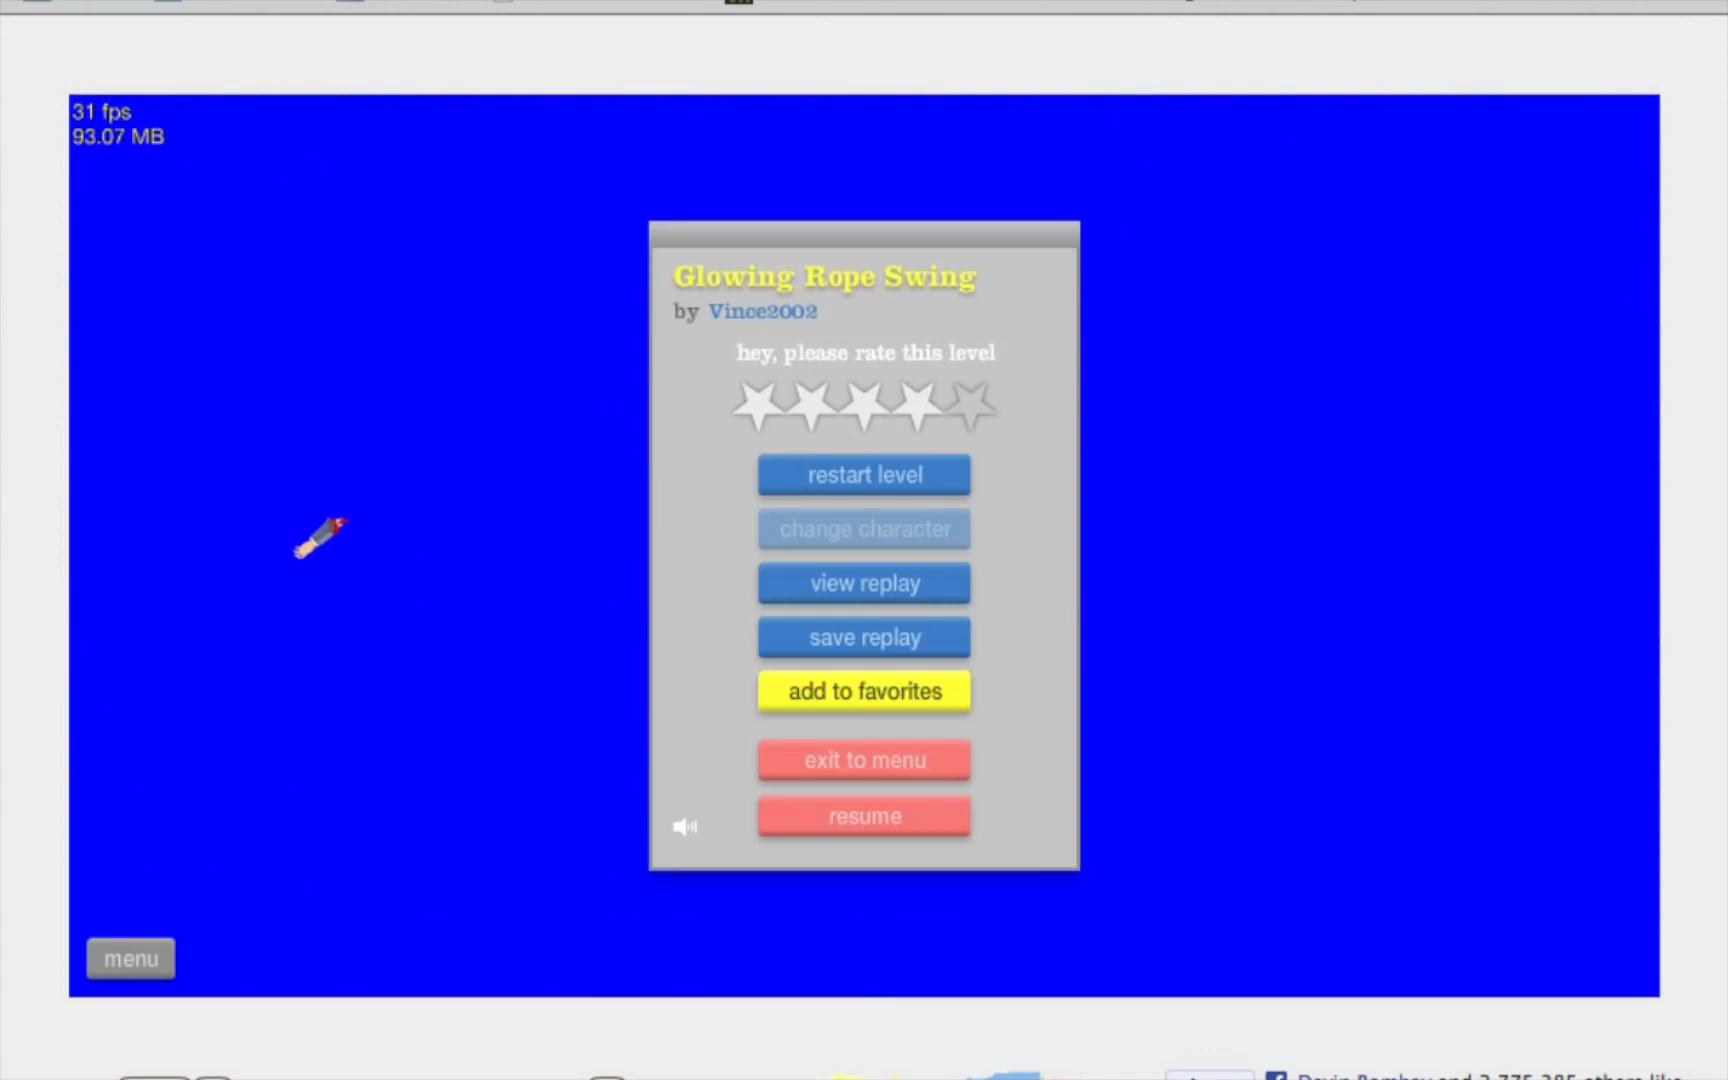 31 fps
93.07 MB
Glowing Rope Swing
by Vince2002
hey, please rate this level
restart level
change character
view replay
save replay
add to favorites
exit to menu
resume
menu